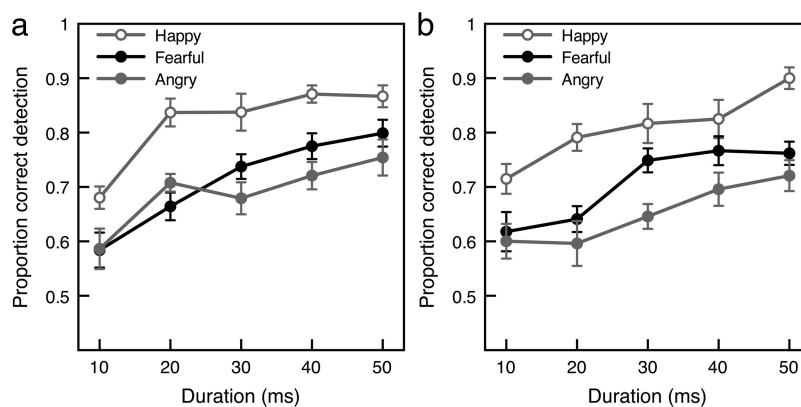 a
Proportion correct detection
1
0.9
0.8
0.7
0.6
0.5
Happy
Fearful
Angry
10 20 30 40 50
Duration (ms)
b
Proportion correct detection
1
0.9
0.8
0.7
0.6
0.5
Happy
Fearful
Angry
10 20 30 40 50
Duration (ms)